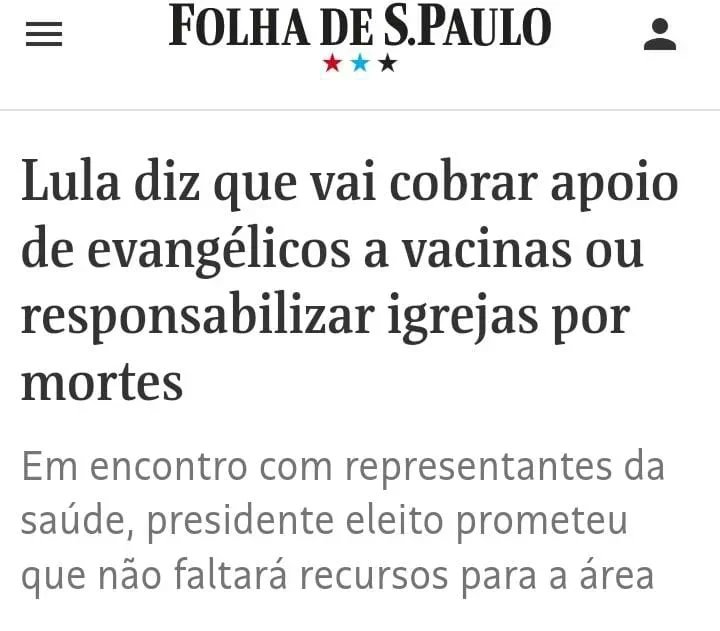 FOLHA DE S.PAULO
Lula diz que vai cobrar apoio
de evangélicos a vacinas ou
responsabilizar igrejas por
mortes
Em encontro com representantes da
saúde, presidente eleito prometeu
que não faltará recursos para a área